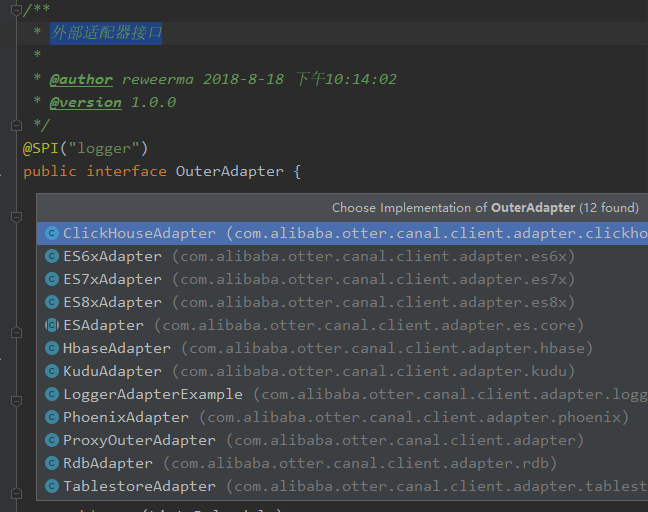 /**
* 外部适配器接口
*
* @author reweerma 2018-8-18 下午10:14:02
* @version 1.0.0
*/
@SPI("logger")
public interface OuterAdapter {
Choose Implementation of OuterAdapter (12 found)
ClickHouseAdapter (com.alibaba.otter.canal.client.adapter.clickho
ES6xAdapter (com.alibaba.otter.canal.client.adapter.es6x)
ES7xAdapter (com.alibaba.otter.canal.client.adapter.es7x)
ES8xAdapter (com.alibaba.otter.canal.client.adapter.es8x)
ESAdapter (com.alibaba.otter.canal.client.adapter.es.core)
HbaseAdapter (com.alibaba.otter.canal.client.adapter.hbase)
KuduAdapter (com.alibaba.otter.canal.client.adapter.kudu)
LoggerAdapterExample (com.alibaba.otter.canal.client.adapter.logg
PhoenixAdapter (com.alibaba.otter.canal.client.adapter.phoenix)
ProxyOuterAdapter (com.alibaba.otter.canal.client.adapter)
RdbAdapter (com.alibaba.otter.canal.client.adapter.rdb)
TablestoreAdapter (com.alibaba.otter.canal.client.adapter.tablest